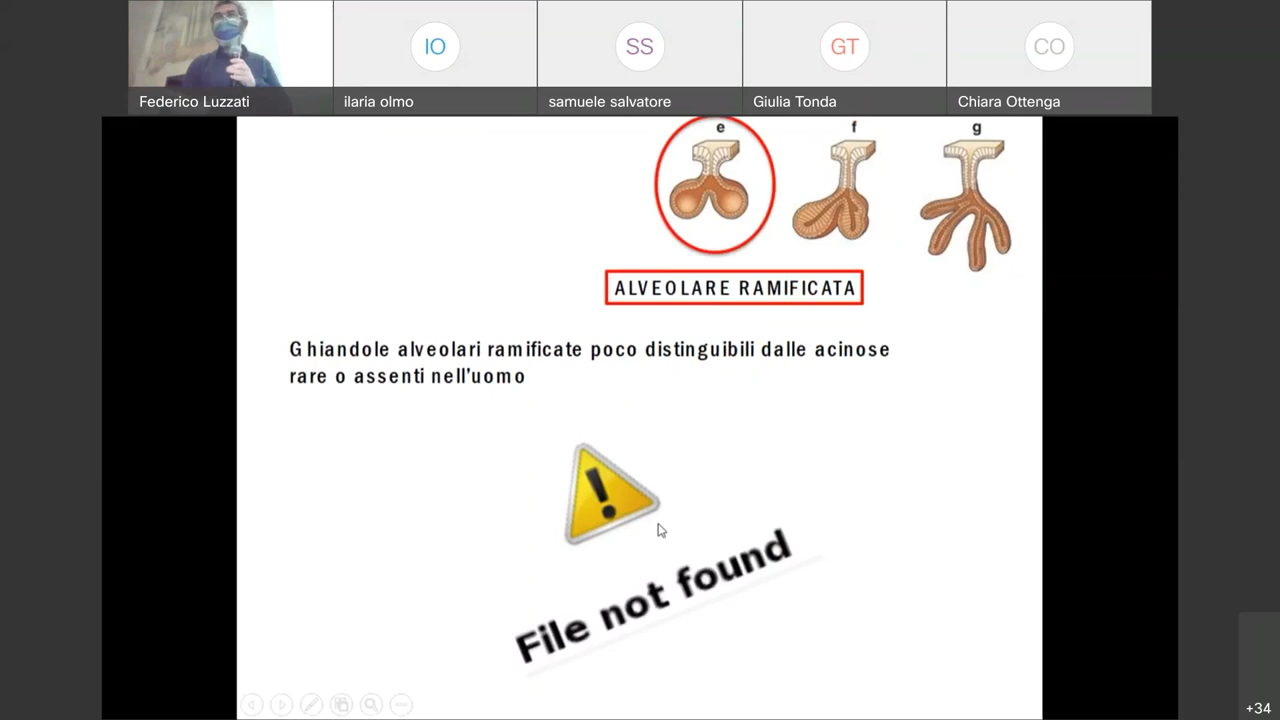 IO
SS
GT
CO
Federico Luzzati
ilaria olmo
samuele salvatore
Giulia Tonda
Chiara Ottenga
e
f
g
ALVEOLARE RAMIFICATA
Ghiandole alveolari ramificate poco distinguibili dalle acinose
rare o assenti nell'uomo
!
File not found
+34